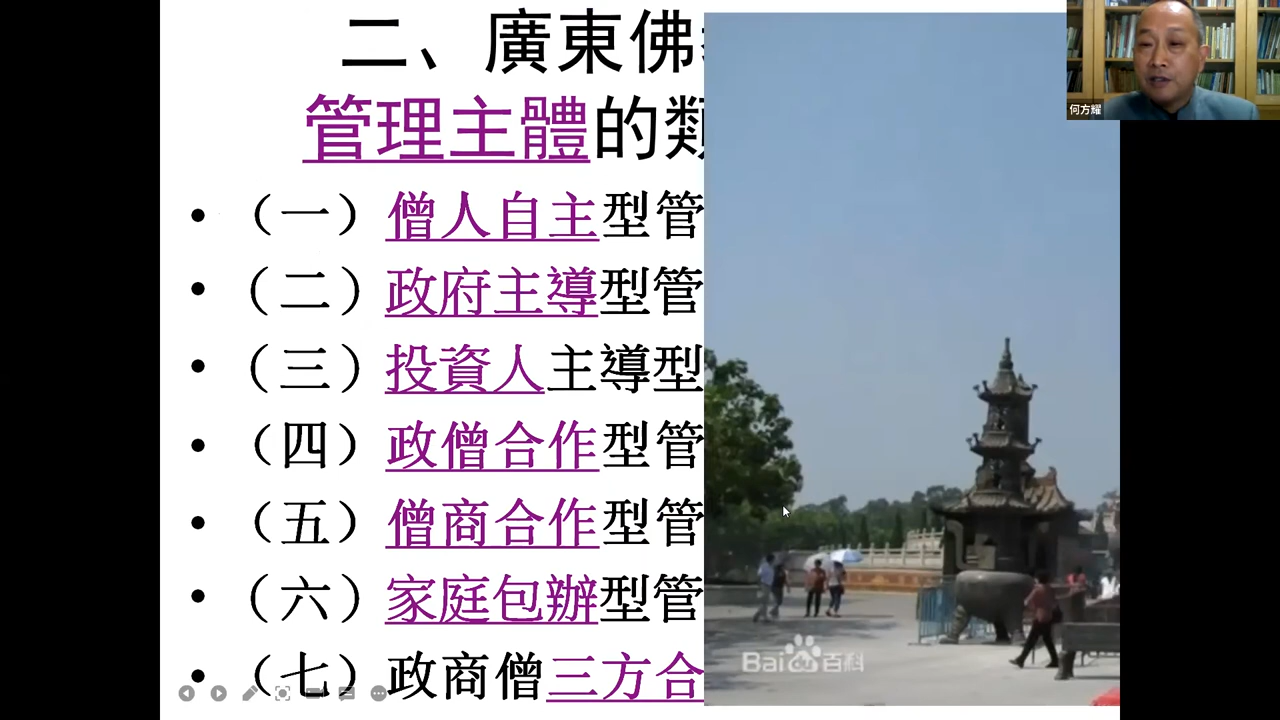 二、廣東佛
管理主體的類
• （一）僧人自主型管
• （二）政府主導型管
• （三）投資人主導型
• （四）政僧合作型管
• （五）僧商合作型管
• （六）家庭包辦型管
• （七）政商僧三方合
何方耀
Bai百科